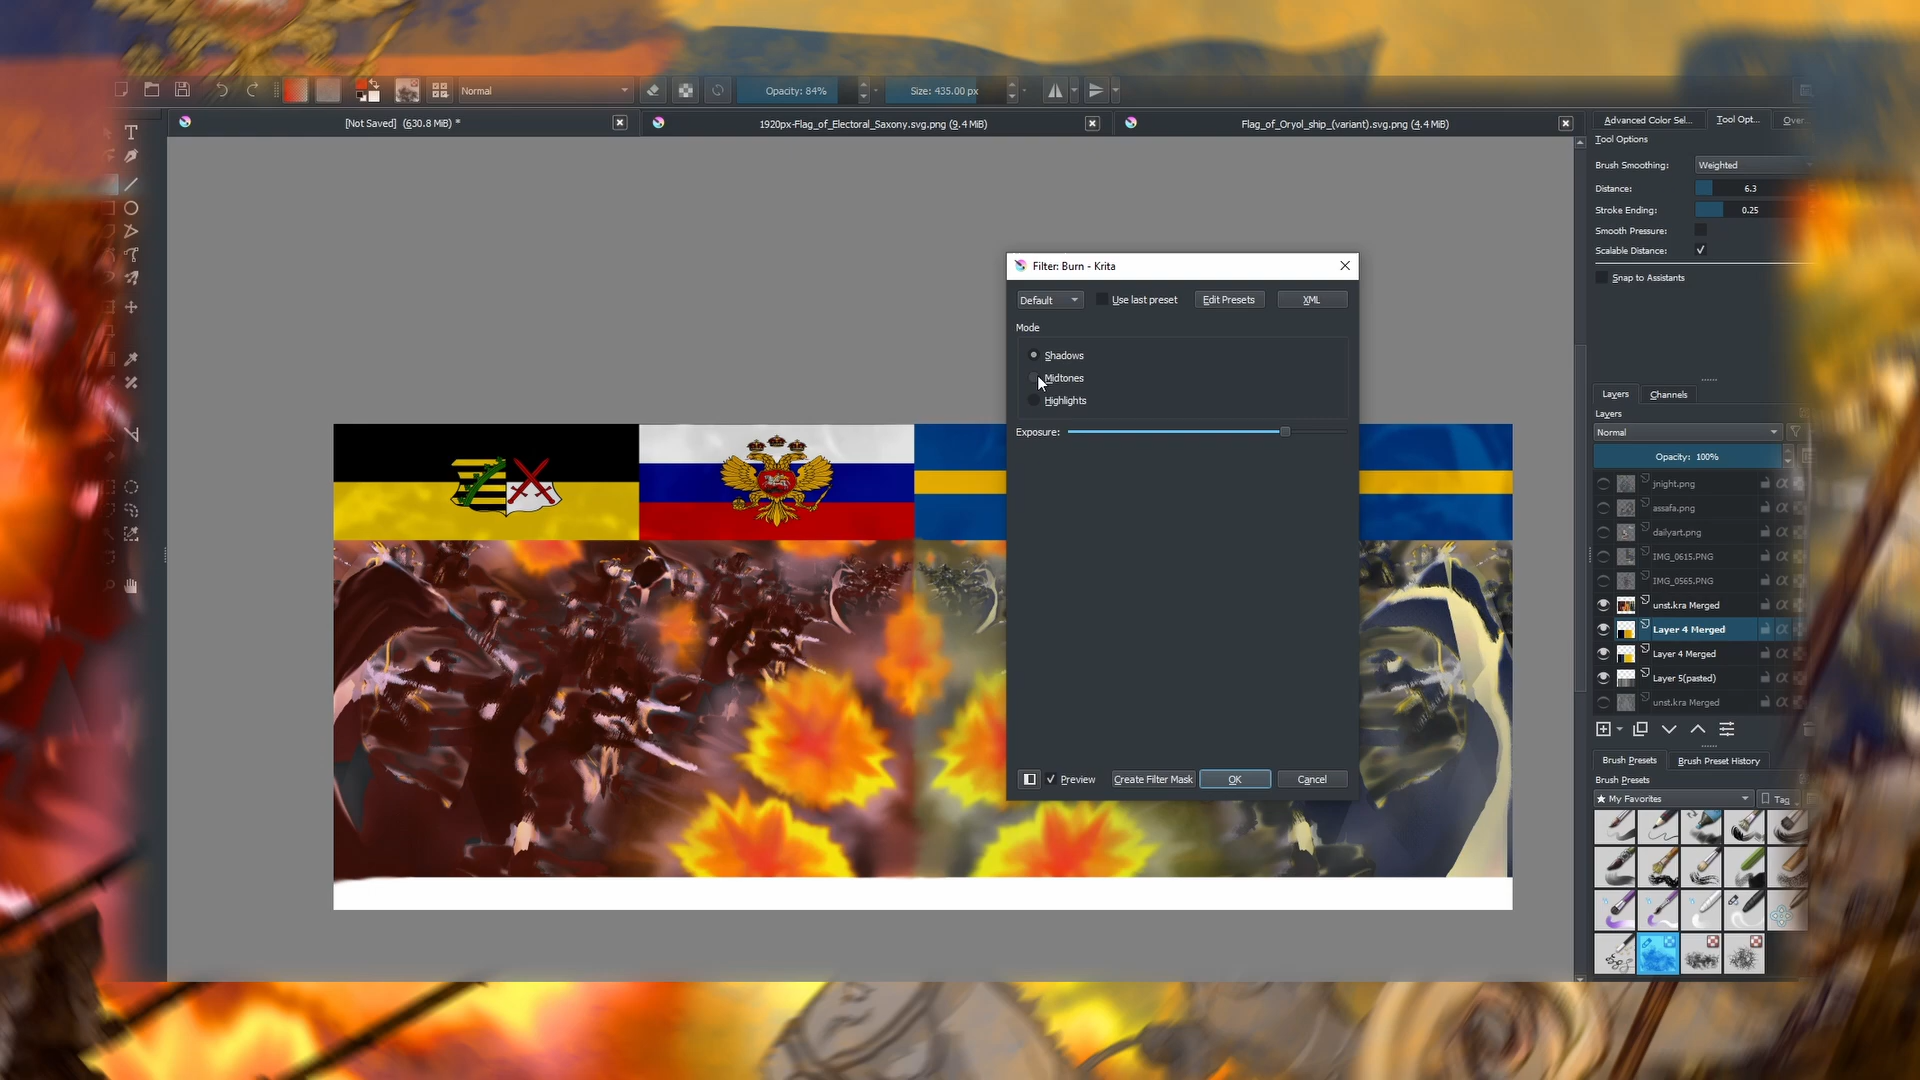 Normal
Opacity: 84%
Size: 435.00 px
[Not Saved] (630.8 MiB) *
1920px-Flag_of_Electoral_Saxony.svg.png (9.4 MiB)
Flag_of_Oryol_ship_(variant).svg.png (4.4 MiB)
Advanced Color Sel...
Tool Opt...
Over
Tool Options
Brush Smoothing:
Weighted
Distance:
6.3
Stroke Ending:
0.25
Smooth Pressure:
Scalable Distance:
Snap to Assistants
Filter: Burn - Krita
Default
Use last preset
Edit Presets
XML
Mode
Shadows
Midtones
Highlights
Exposure:
Preview
Create Filter Mask
OK
Cancel
Layers
Channels
Layers
Normal
Opacity: 100%
jnight.png
assafa.png
dailyart.png
IMG_0615.PNG
IMG_0565.PNG
unst.kra Merged
Layer 4 Merged
Layer 4 Merged
Layer 5(pasted)
unst.kra Merged
Brush Presets
Brush Preset History
Brush Presets
★ My Favorites
Tag